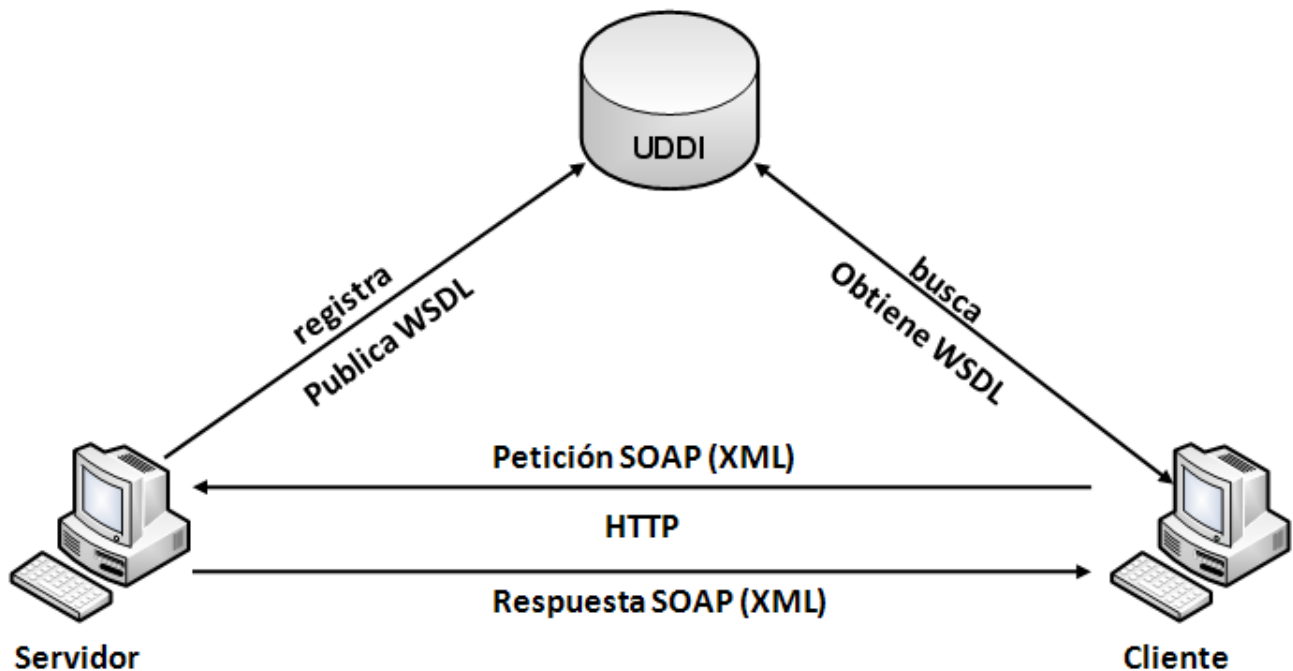 UDDI
registra
Publica WSDL
busca
Obtiene WSDL
Petición SOAP (XML)
HTTP
Respuesta SOAP (XML)
Servidor
Cliente